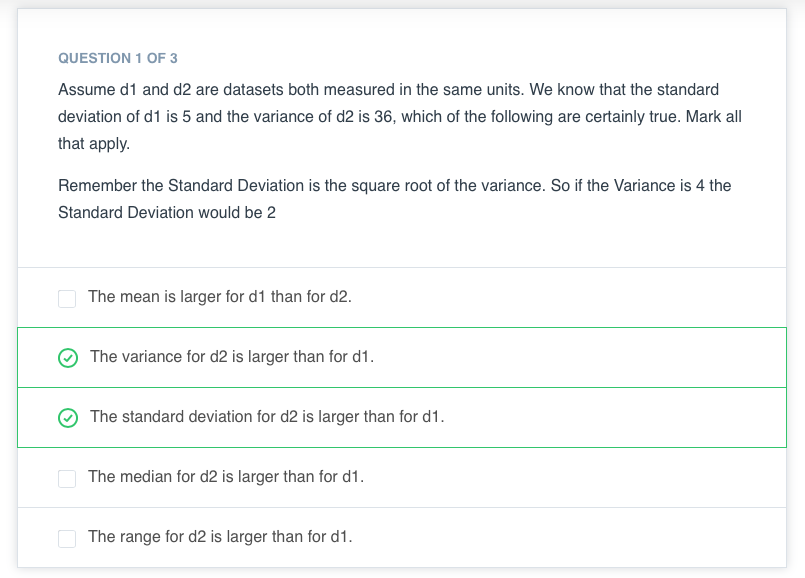 QUESTION 1 OF 3
Assume d1 and d2 are datasets both measured in the same units. We know that the standard
deviation of d1 is 5 and the variance of d2 is 36, which of the following are certainly true. Mark all
that apply.
Remember the Standard Deviation is the square root of the variance. So if the Variance is 4 the
Standard Deviation would be 2
The mean is larger for d1 than for d2.
The variance for d2 is larger than for d1.
The standard deviation for d2 is larger than for d1.
The median for d2 is larger than for d1.
The range for d2 is larger than for d1.